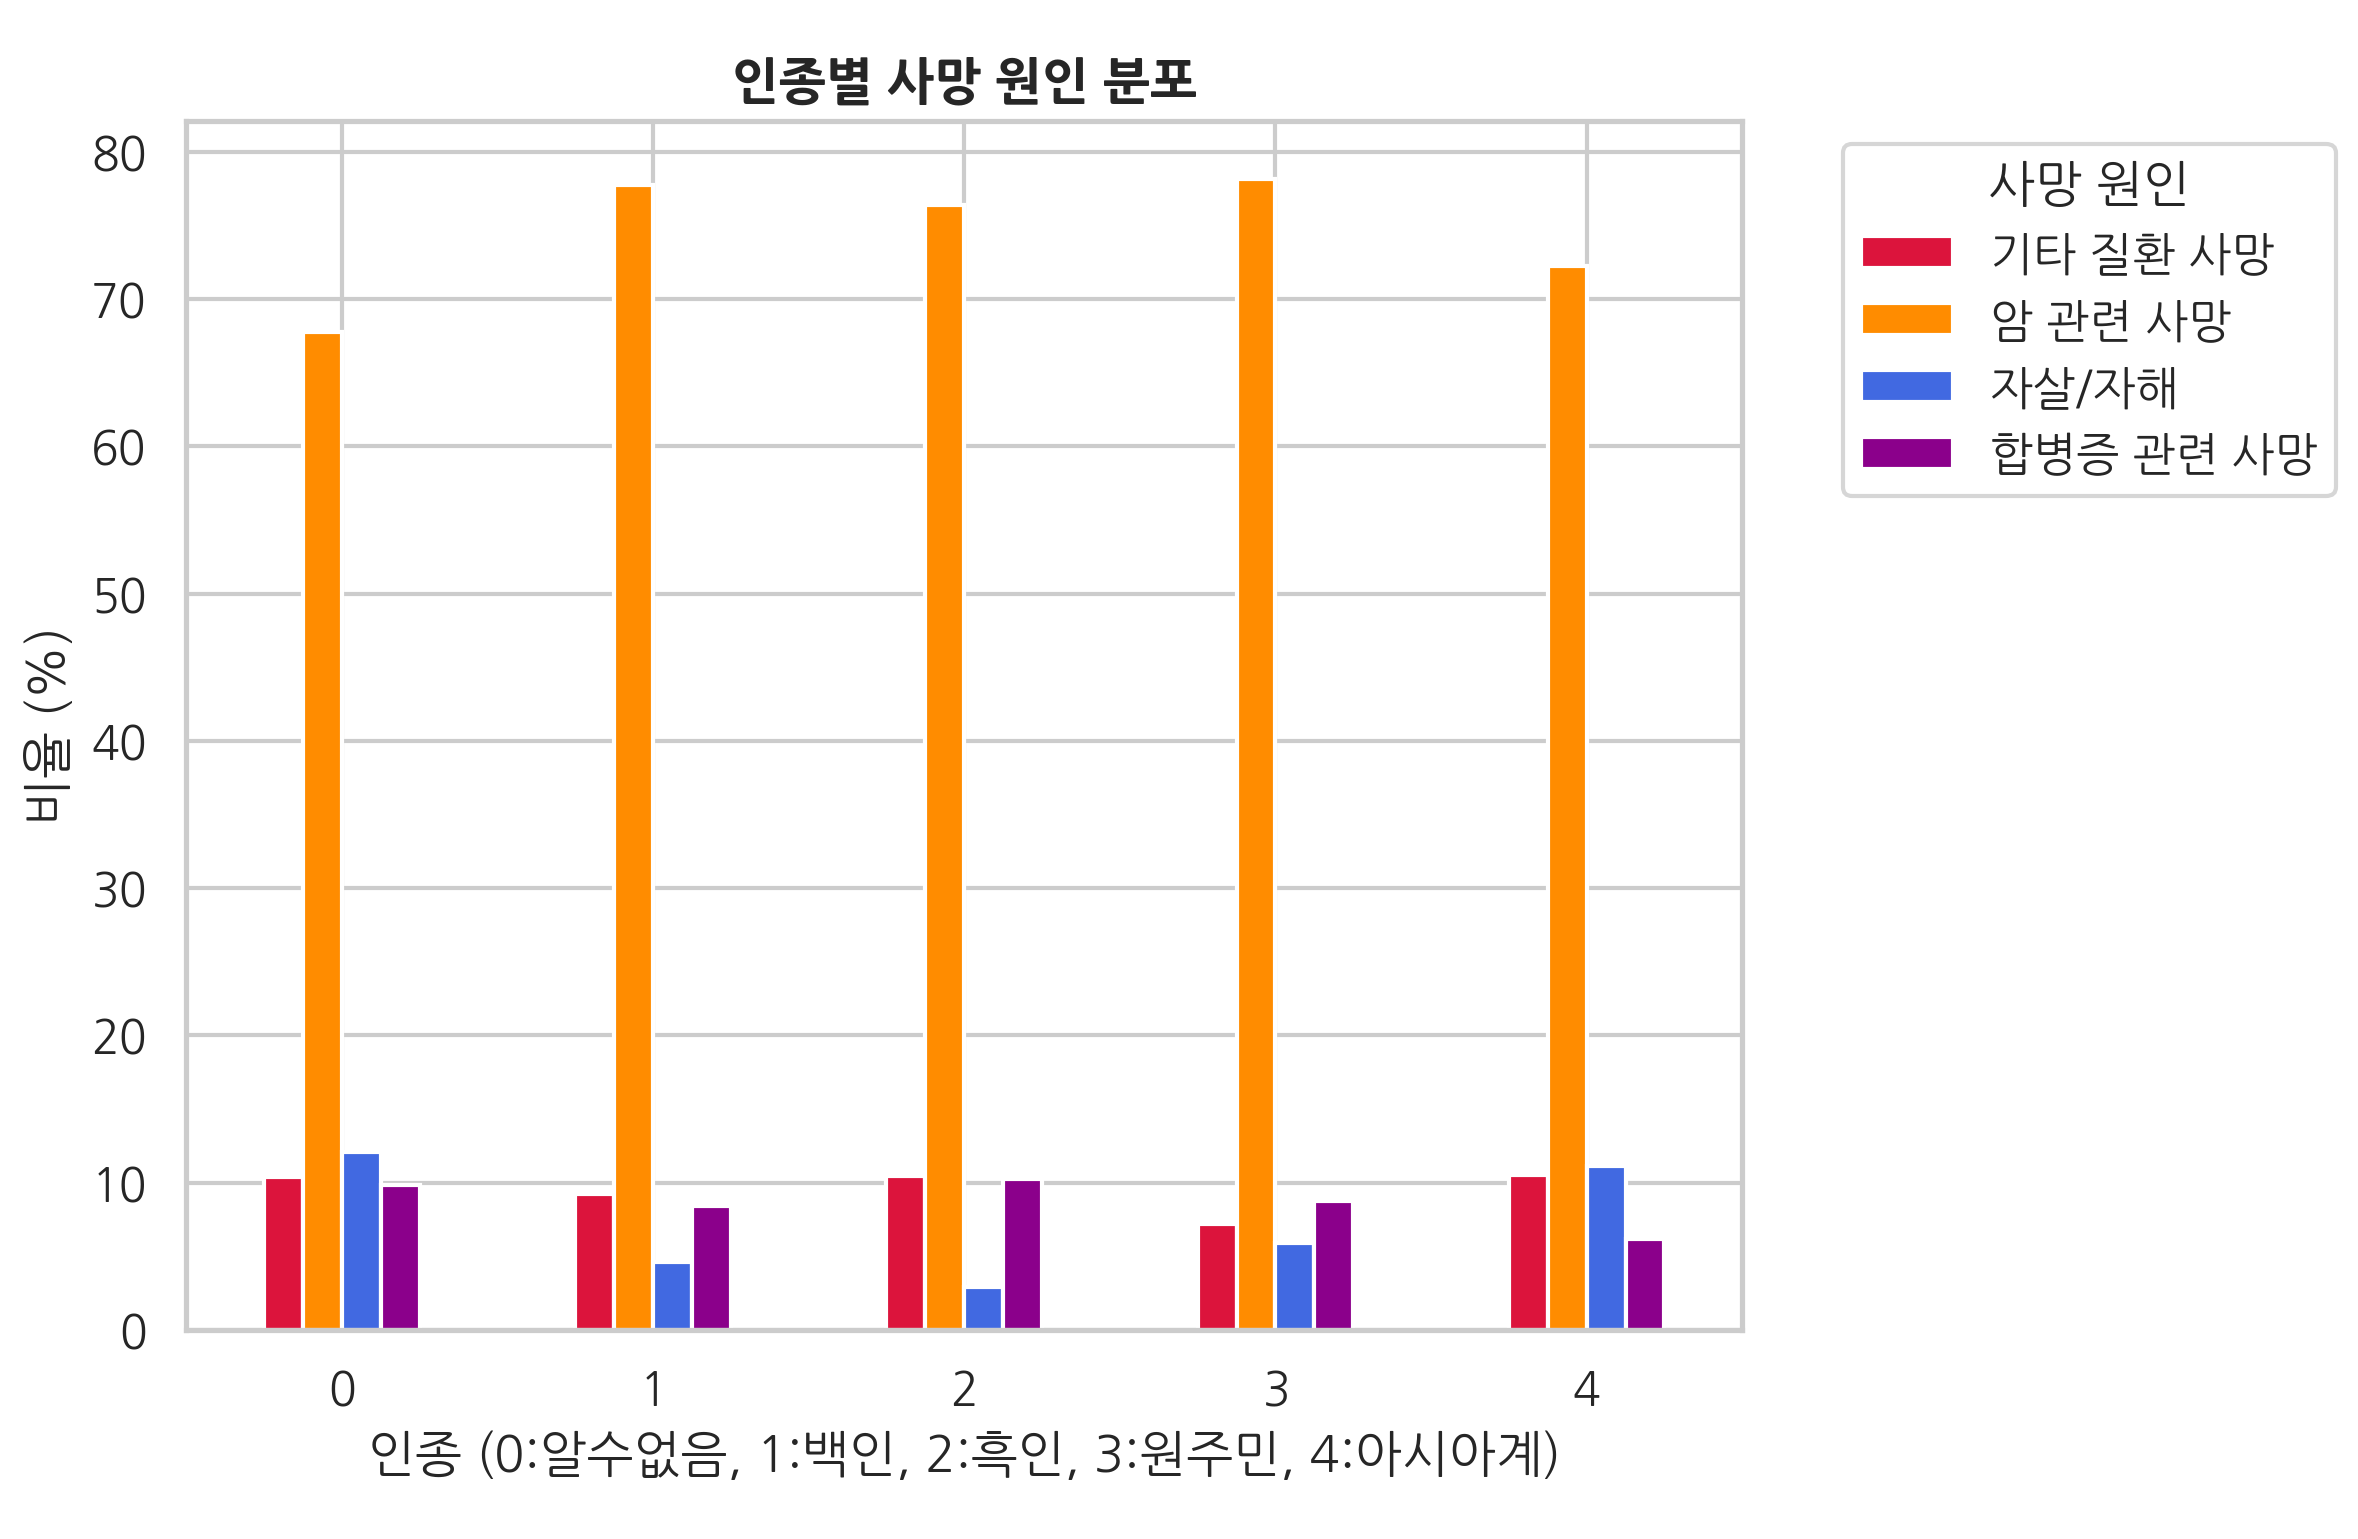 인종별 사망 원인 분포
80
70
60
50
40
30
20
10
0
비율 (%)
0 1 2 3 4
인종 (0:알수없음, 1:백인, 2:흑인, 3:원주민, 4:아시아계)
사망 원인
기타 질환 사망
암 관련 사망
자살/자해
합병증 관련 사망